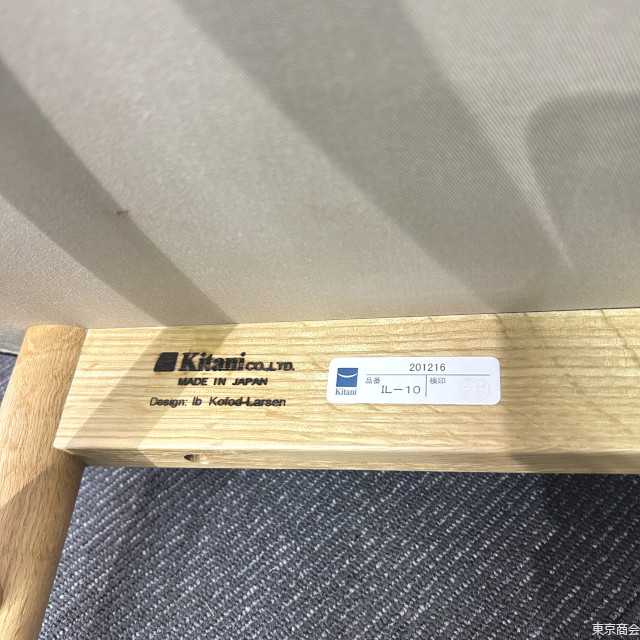 Kitani CO.,LTD.
MADE IN JAPAN
Design: Ib Kofod-Larsen
201216
Kitani
品番
IL-10
検印
東京商会